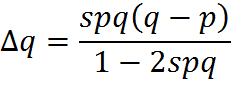 Δq = spq(q − p) / 1 − 2spq